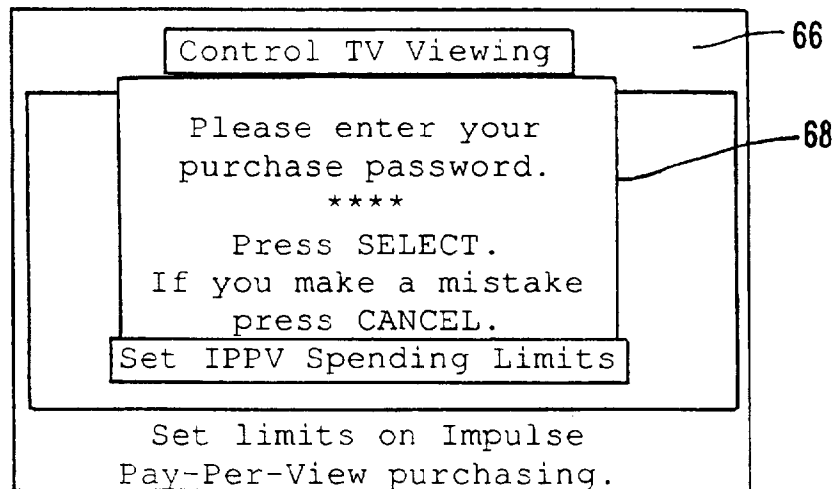 Control TV Viewing
66
Please enter your
68
purchase password.
****
Press SELECT.
If you make a mistake
press CANCEL.
Set IPPV Spending Limits
Set limits on Impulse
Pay-Per-View purchasing.